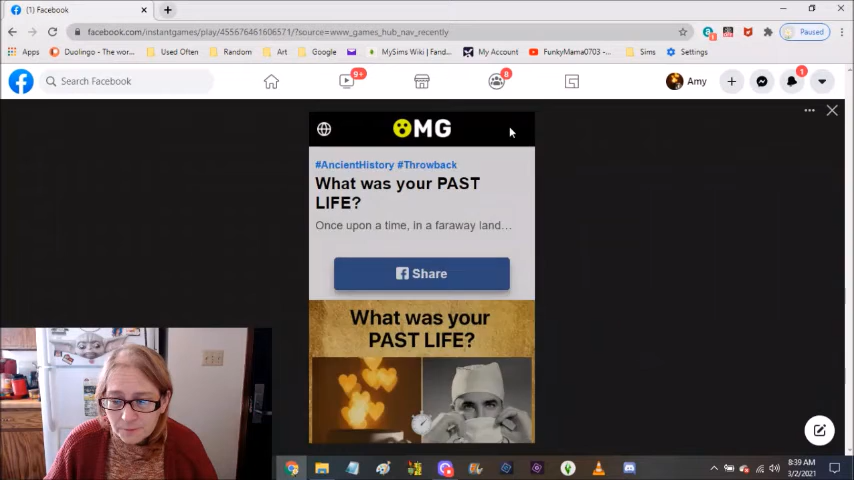 (1) Facebook
facebook.com/instantgames/play/455676461606571/?source=www_games_hub_nav_recently
Paused
Apps
Duolingo - The wor...
Used Often
Random
Art
Google
MySims Wiki | Fand...
My Account
FunkyMama0703 -...
Sims
Settings
Search Facebook
9+
8
Amy
1
OMG
#AncientHistory #Throwback
What was your PAST
LIFE?
Once upon a time, in a faraway land...
Share
What was your
PAST LIFE?
8:39 AM
3/2/2021